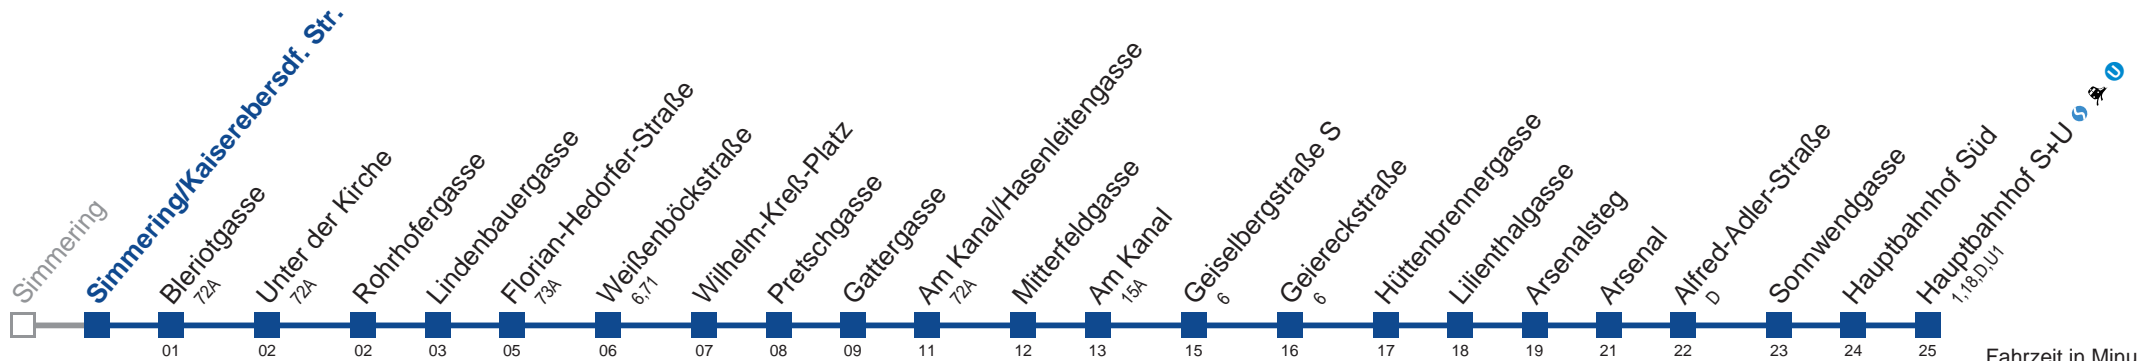 Simmering
Simmering/Kaiserebersdf. Str.
Bleriotgasse
72A
Unter der Kirche
72A
Rohrhofergasse
Lindenbauergasse
Florian-Hedorfer-Straße
73A
Weißenböckstraße
6,71
Wilhelm-Kreß-Platz
Pretschgasse
Gattergasse
Am Kanal/Hasenleitengasse
72A
Mitterfeldgasse
Am Kanal
15A
Geiselbergstraße S
6
Geiereckstraße
6
Hüttenbrennergasse
Lilienthalgasse
Arsenalsteg
Arsenal
Alfred-Adler-Straße
D
Sonnwendgasse
Hauptbahnhof Süd
Hauptbahnhof S+U S U
1,18,D,U1
01 02 02 03 05 06 07 08 09 11 12 13 15 16 17 18 19 21 22 23 24 25
Fahrzeit in Minu